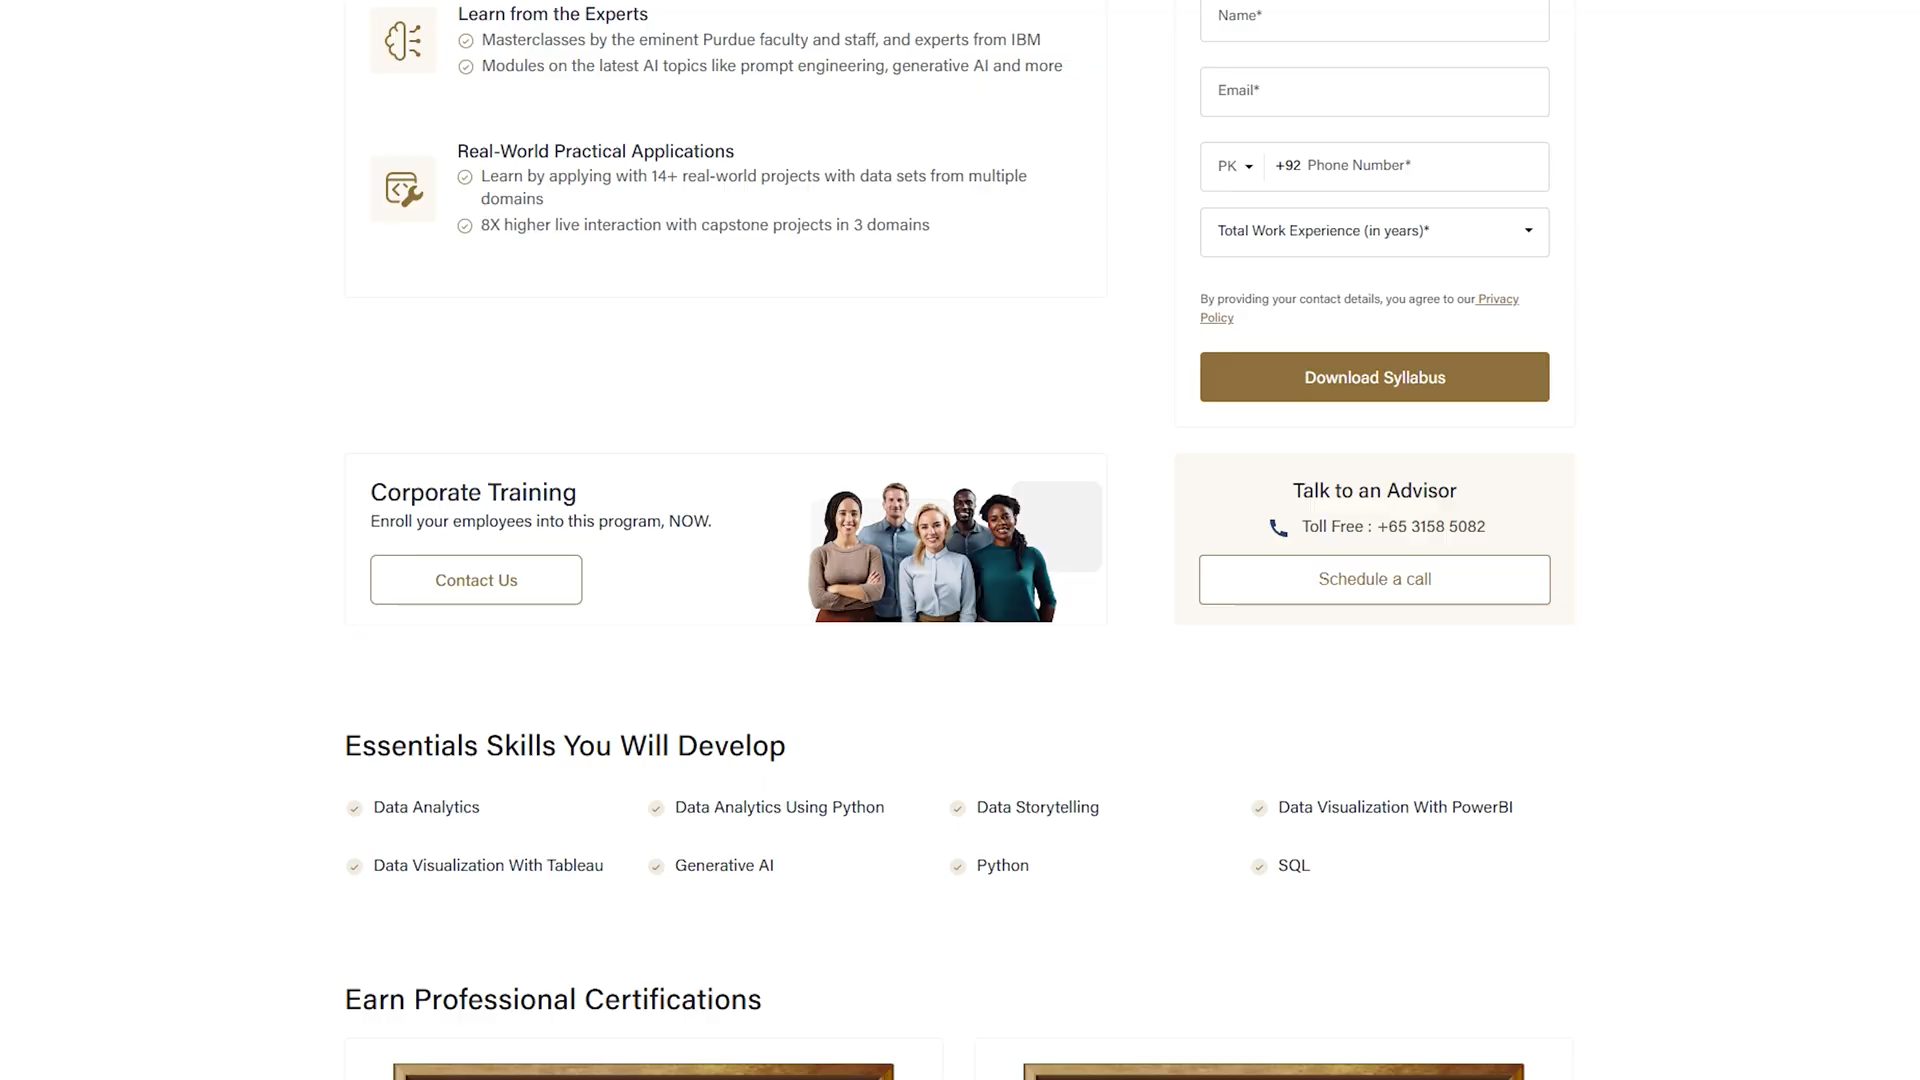 Learn from the Experts
Masterclasses by the eminent Purdue faculty and staff, and experts from IBM
Modules on the latest AI topics like prompt engineering, generative AI and more
Real-World Practical Applications
Learn by applying with 14+ real-world projects with data sets from multiple
domains
8X higher live interaction with capstone projects in 3 domains
Name*
Email*
PK +92 Phone Number*
Total Work Experience (in years)*
By providing your contact details, you agree to our Privacy
Policy
Download Syllabus
Corporate Training
Enroll your employees into this program, NOW.
Contact Us
Talk to an Advisor
Toll Free : +65 3158 5082
Schedule a call
Essentials Skills You Will Develop
Data Analytics
Data Analytics Using Python
Data Storytelling
Data Visualization With PowerBI
Data Visualization With Tableau
Generative AI
Python
SQL
Earn Professional Certifications